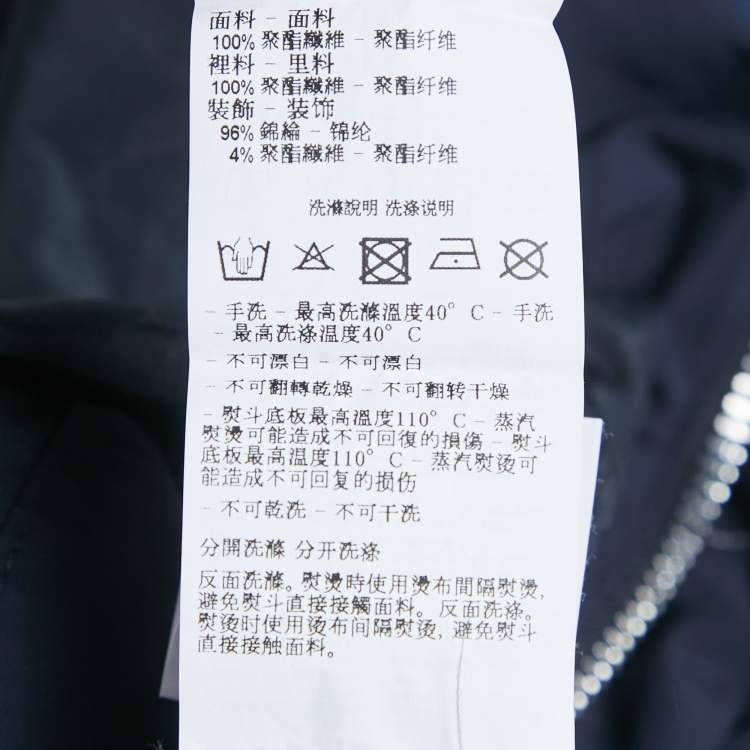 面料 - 面料
100% 聚酯纖維 - 聚酯纤维
裡料 - 里料
100% 聚酯纖維 - 聚酯纤维
裝飾 - 装饰
96% 錦綸 - 锦纶
4% 聚酯纖維 - 聚酯纤维
洗滌說明 洗涤说明
- 手洗 - 最高洗滌溫度40° C - 手洗
- 最高洗涤温度40° C
- 不可漂白 - 不可漂白
- 不可翻轉乾燥 - 不可翻转干燥
- 熨斗底板最高溫度110° C - 蒸汽
熨燙可能造成不可回復的損傷 - 熨斗
底板最高温度110° C - 蒸汽熨烫可
能造成不可回复的损伤
- 不可乾洗 - 不可干洗
分開洗滌 分开洗涤
反面洗滌。熨燙時使用燙布間隔熨燙,
避免熨斗直接接觸面料。反面洗涤。
熨烫时使用烫布间隔熨烫, 避免熨斗
直接接触面料。